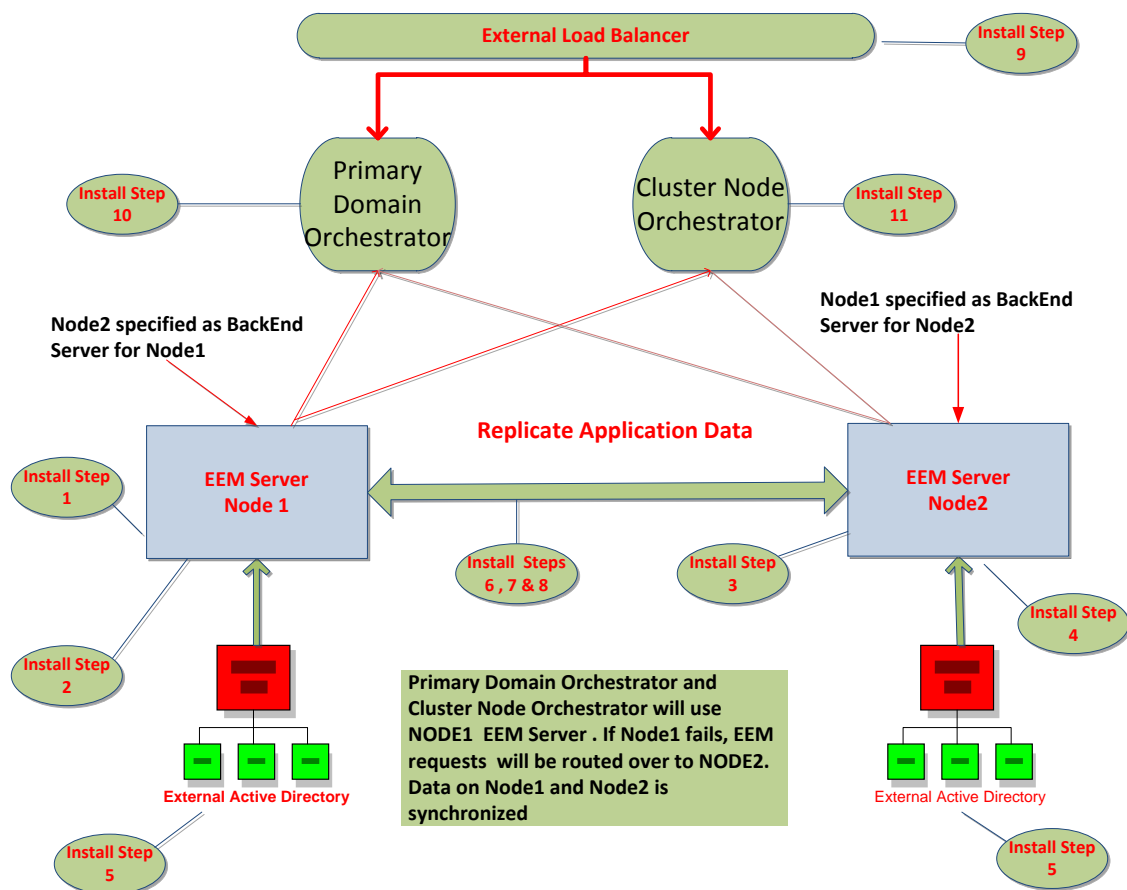 External Load Balancer
Install Step
9
Primary
Domain
Orchestrator
Cluster Node
Orchestrator
Install Step
10
Install Step
11
Node2 specified as BackEnd
Server for Node1
Node1 specified as BackEnd
Server for Node2
Replicate Application Data
EEM Server
Node 1
EEM Server
Node2
Install Step
1
Install Steps
6 , 7 & 8
Install Step
3
Install Step
4
Install Step
2
Primary Domain Orchestrator and
Cluster Node Orchestrator will use
NODE1 EEM Server . If Node1 fails, EEM
requests will be routed over to NODE2.
Data on Node1 and Node2 is
synchronized
External Active Directory
External Active Directory
Install Step
5
Install Step
5